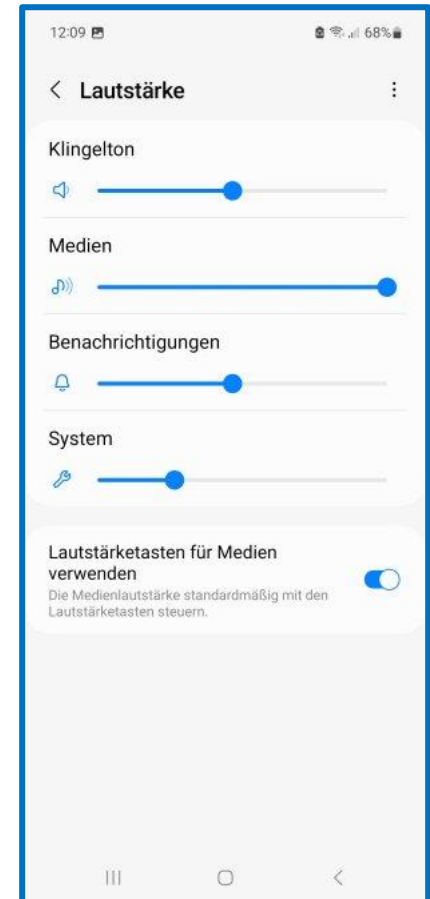 12:09 68%
Lautstärke
Klingelton
Medien
Benachrichtigungen
System
Lautstärketasten für Medien
verwenden
Die Medienlautstärke standardmäßig mit den
Lautstärketasten steuern.